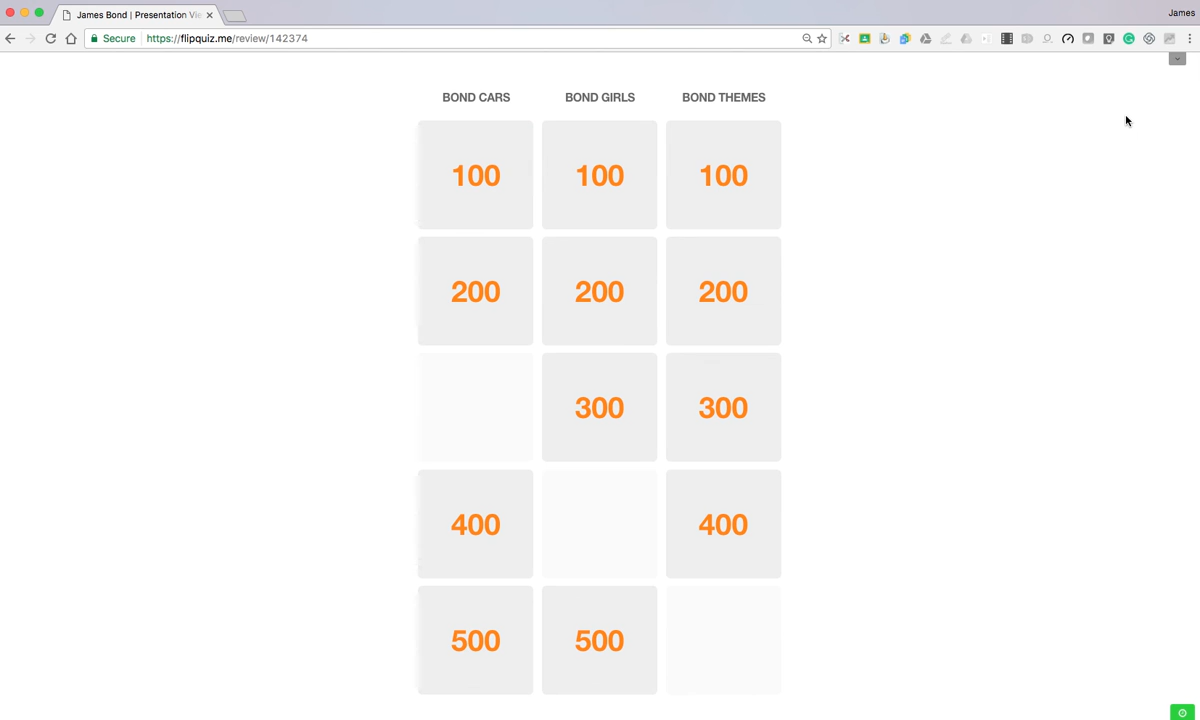 James Bond | Presentation Vie
James
Secure
https://flipquiz.me/review/142374
BOND CARS BOND GIRLS BOND THEMES
100 100 100
200 200 200
300 300
400 400
500 500